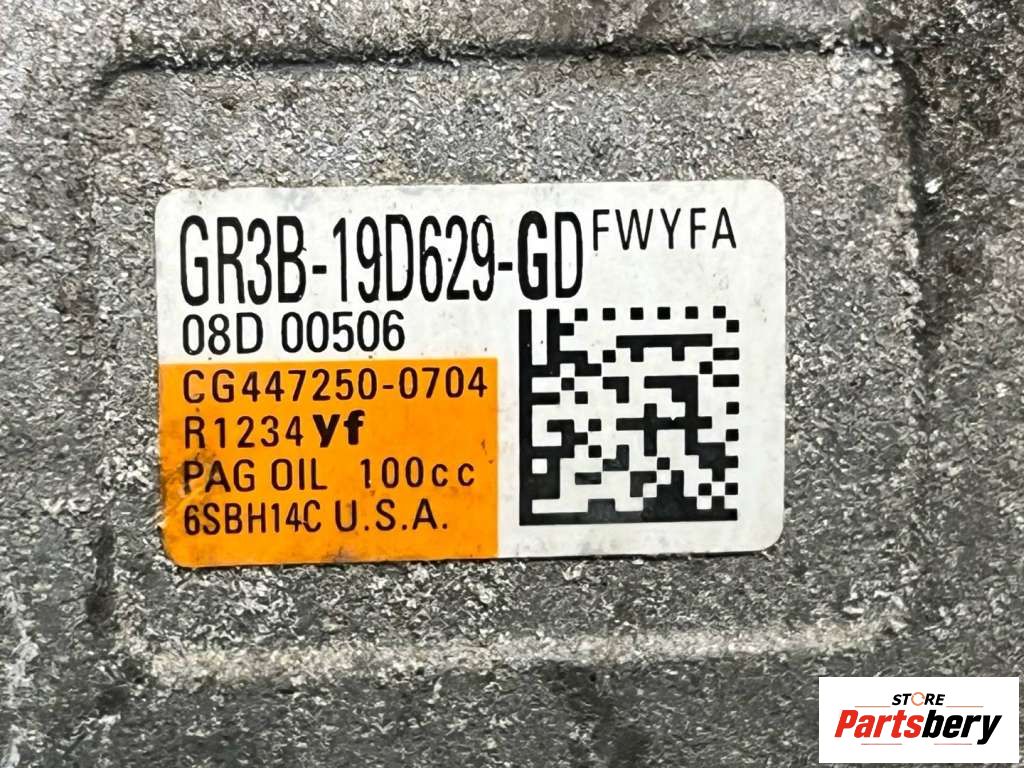 GR3B-19D629-GD FWYFA
08D 00506
CG447250-0704
R1234yf
PAG OIL 100cc
6SBH14C U.S.A.
STORE
Partsbery